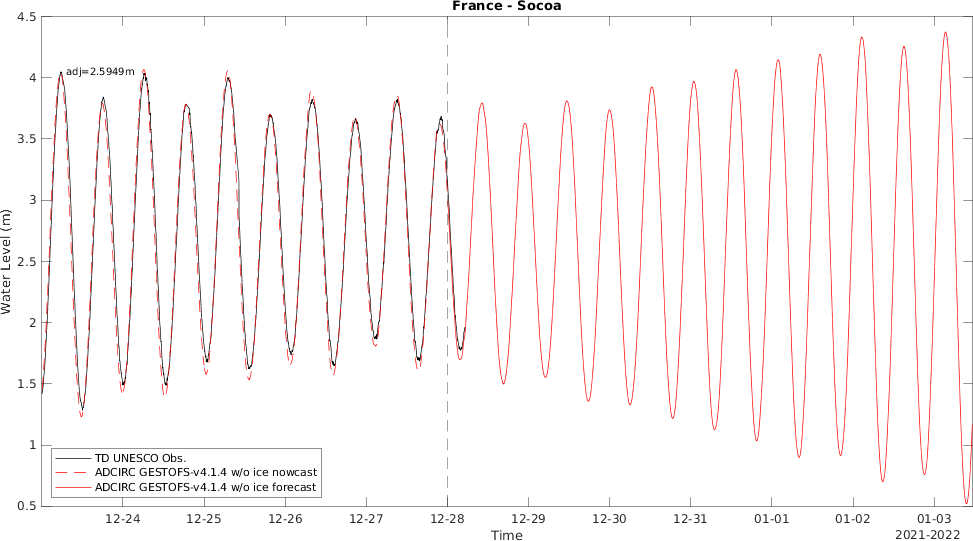 France - Socoa
4.5
4
3.5
3
2.5
2
1.5
1
0.5
Water Level (m)
adj=2.5949m
TD UNESCO Obs.
ADCIRC GESTOFS-v4.1.4 w/o ice nowcast
ADCIRC GESTOFS-v4.1.4 w/o ice forecast
12-24 12-25 12-26 12-27 12-28 12-29 12-30 12-31 01-01 01-02 01-03
Time
2021-2022